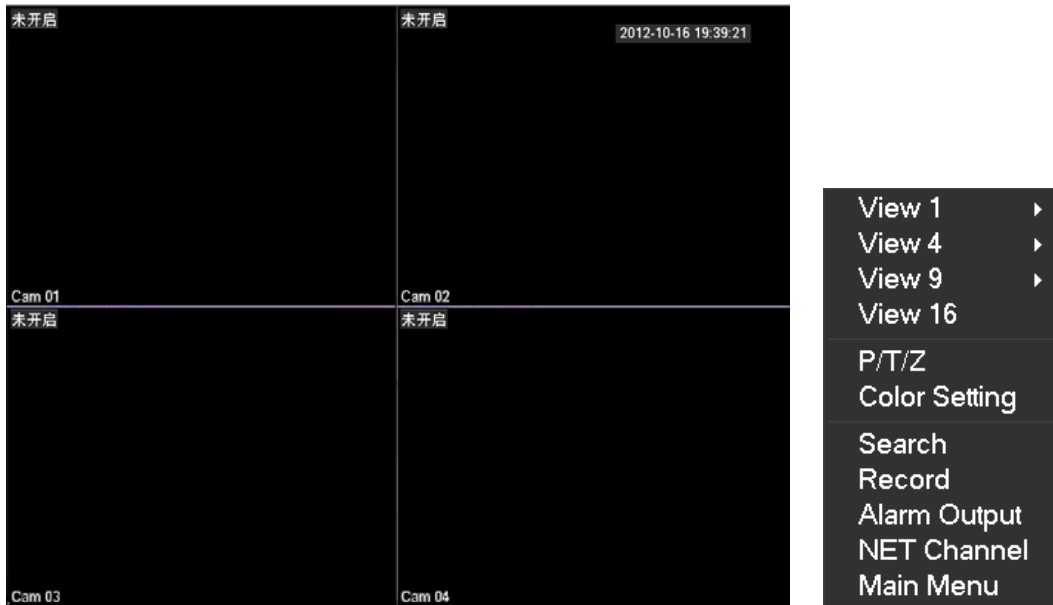 未开启
未开启
2012-10-16 19:39:21
Cam 01
Cam 02
未开启
未开启
Cam 03
Cam 04
View 1
View 4
View 9
View 16
P/T/Z
Color Setting
Search
Record
Alarm Output
NET Channel
Main Menu